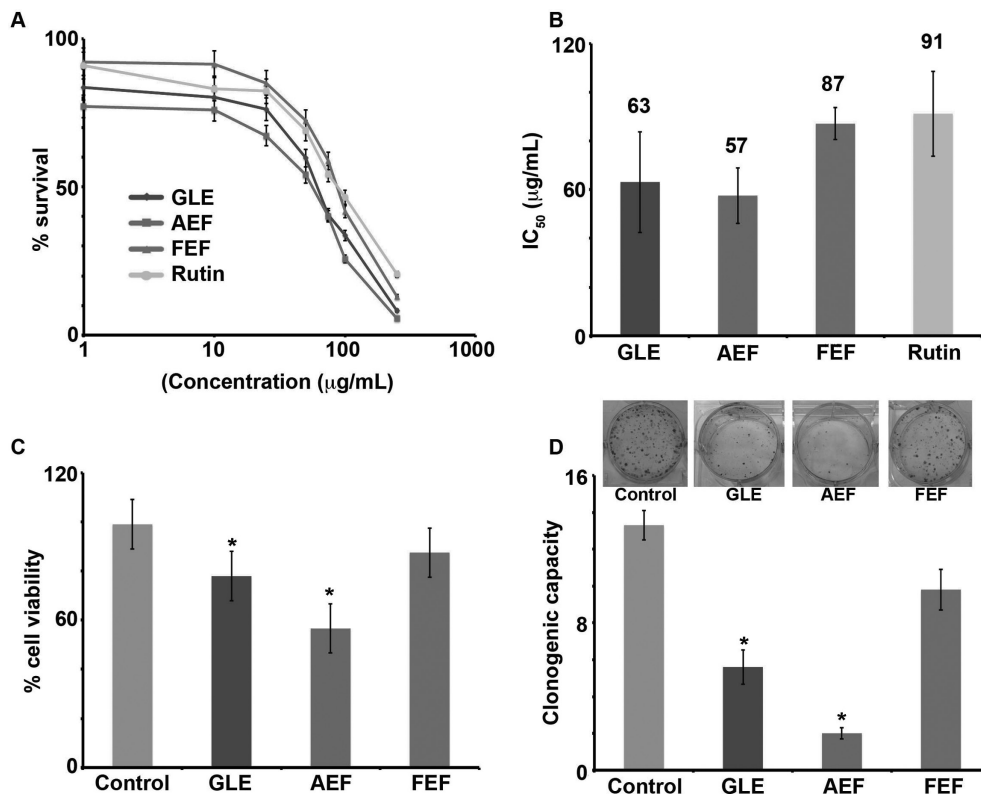 A
100
50
0
% survival
GLE
AEF
FEF
Rutin
1
10
100
1000
(Concentration (μg/mL)
B
120
60
0
IC50 (μg/mL)
63
57
87
91
GLE
AEF
FEF
Rutin
C
120
60
0
% cell viability
*
*
Control
GLE
AEF
FEF
D
Control
GLE
AEF
FEF
16
8
0
Clonogenic capacity
*
*
Control
GLE
AEF
FEF